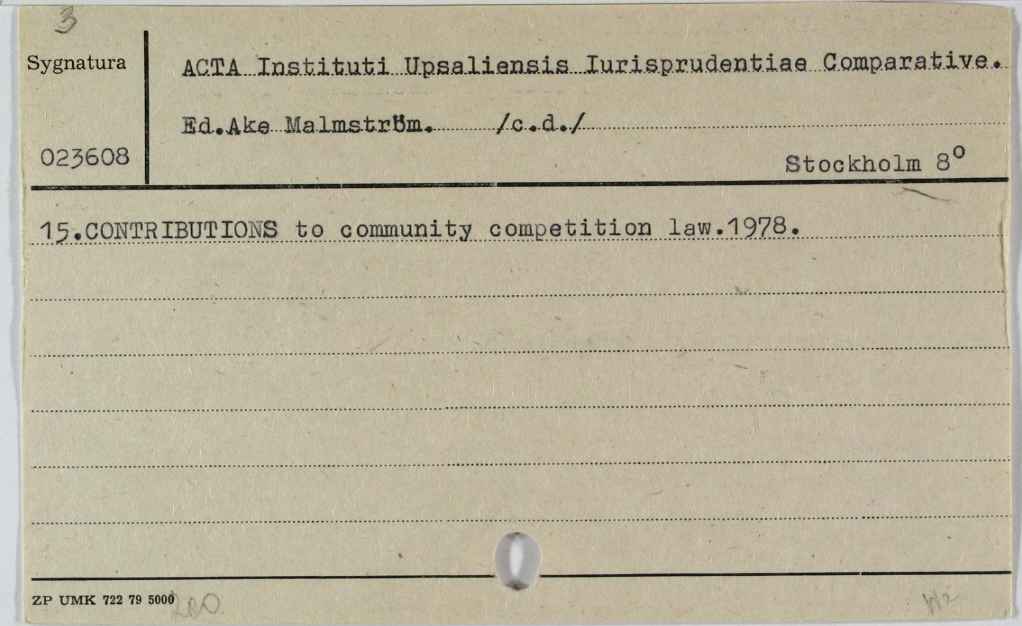 3
Sygnatura
ACTA Instituti Upsaliensis Iurisprudentiae Comparative.
Ed.Ake Malmström. /c.d./
023608
Stockholm 8⁰
15.CONTRIBUTIONS to community competition law.1978.
ZP UMK 722 79 5000